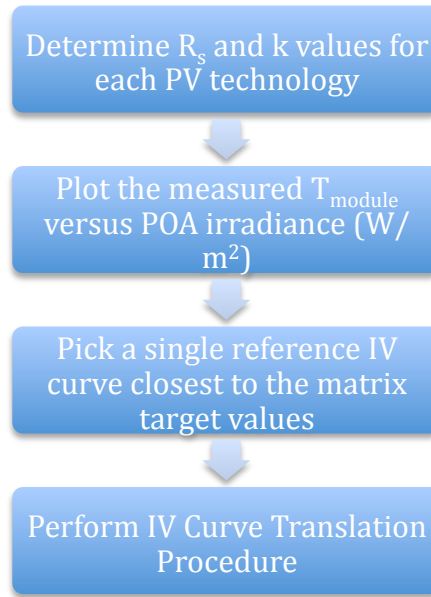 Determine Rₛ and k values for
each PV technology
Plot the measured T_module
versus POA irradiance (W/
m²)
Pick a single reference IV
curve closest to the matrix
target values
Perform IV Curve Translation
Procedure